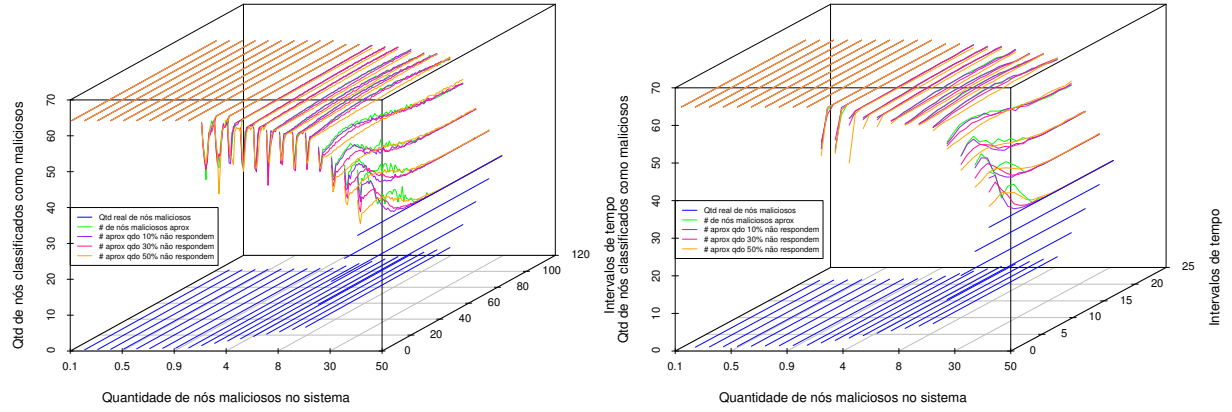 Qtd de nós classificados como maliciosos
70
60
50
40
30
20
10
0
0.1
0.5
0.9
4
8
30
50
Quantidade de nós maliciosos no sistema
0
20
40
60
80
100
120
Intervalos de tempo
Qtd real de nós maliciosos
# de nós maliciosos aprox
# aprox qdo 10% não respondem
# aprox qdo 30% não respondem
# aprox qdo 50% não respondem
Qtd de nós classificados como maliciosos
70
60
50
40
30
20
10
0
0.1
0.5
0.9
4
8
30
50
Quantidade de nós maliciosos no sistema
0
5
10
15
20
25
Intervalos de tempo
Qtd real de nós maliciosos
# de nós maliciosos aprox
# aprox qdo 10% não respondem
# aprox qdo 30% não respondem
# aprox qdo 50% não respondem